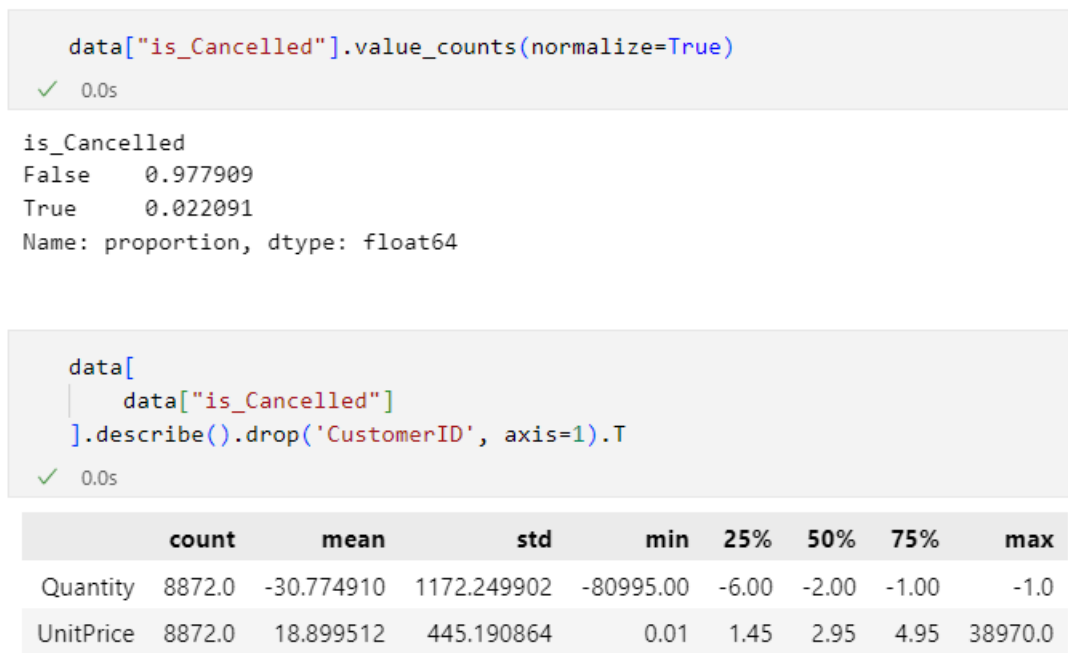 data["is_Cancelled"].value_counts(normalize=True)
✓ 0.0s
is_Cancelled
False    0.977909
True     0.022091
Name: proportion, dtype: float64
data[
    data["is_Cancelled"]
].describe().drop('CustomerID', axis=1).T
✓ 0.0s
count mean std min 25% 50% 75% max
Quantity 8872.0 -30.774910 1172.249902 -80995.00 -6.00 -2.00 -1.00 -1.0
UnitPrice 8872.0 18.899512 445.190864 0.01 1.45 2.95 4.95 38970.0